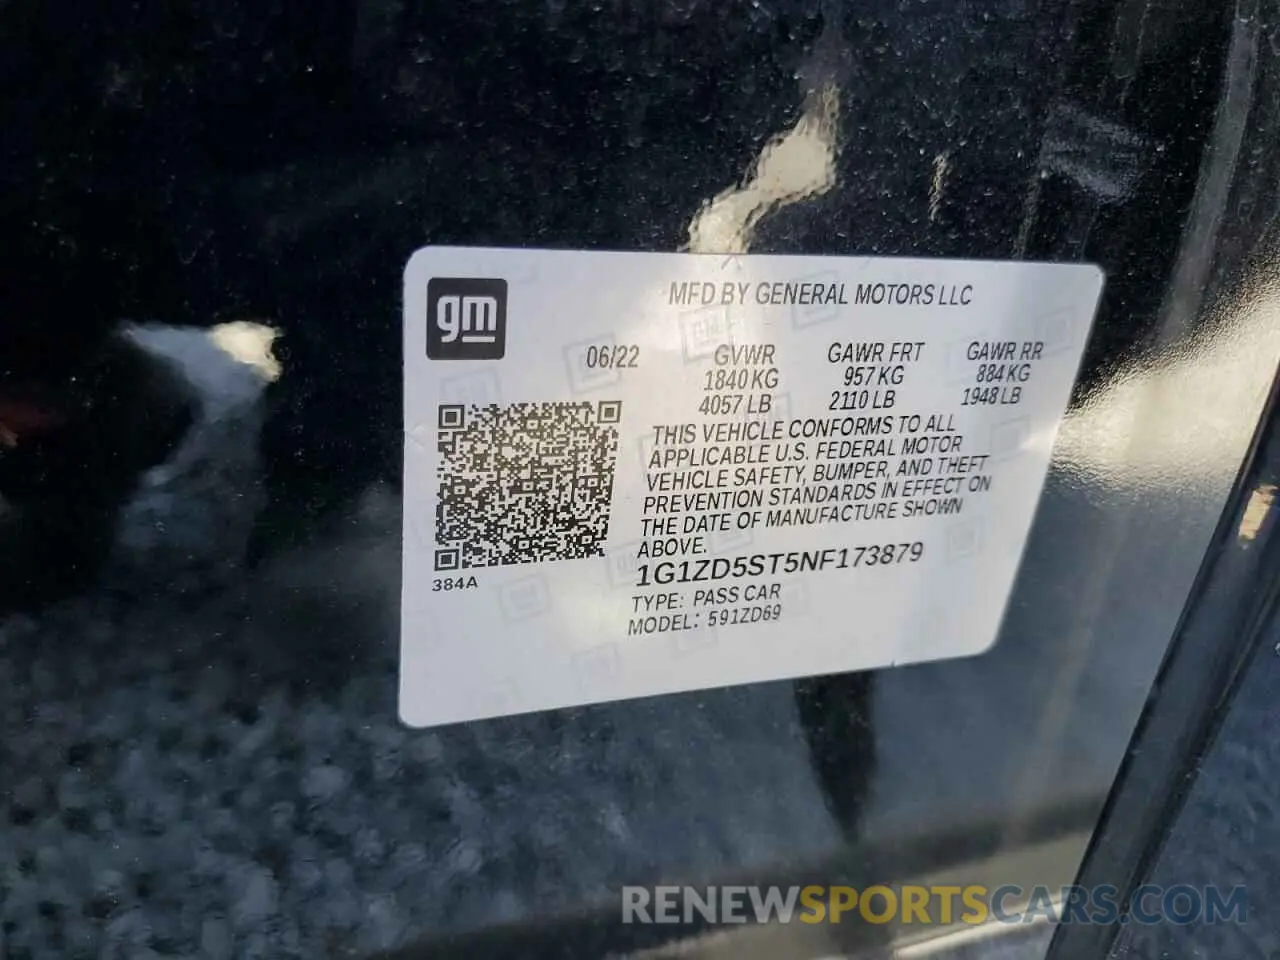 gm
MFD BY GENERAL MOTORS LLC
06/22 GVWR GAWR FRT GAWR RR
1840 KG 957 KG 884 KG
4057 LB 2110 LB 1948 LB
THIS VEHICLE CONFORMS TO ALL
APPLICABLE U.S. FEDERAL MOTOR
VEHICLE SAFETY, BUMPER, AND THEFT
PREVENTION STANDARDS IN EFFECT ON
THE DATE OF MANUFACTURE SHOWN
ABOVE.
384A
1G1ZD5ST5NF173879
TYPE: PASS CAR
MODEL: 591ZD69
RENEWSPORTSCARS.COM